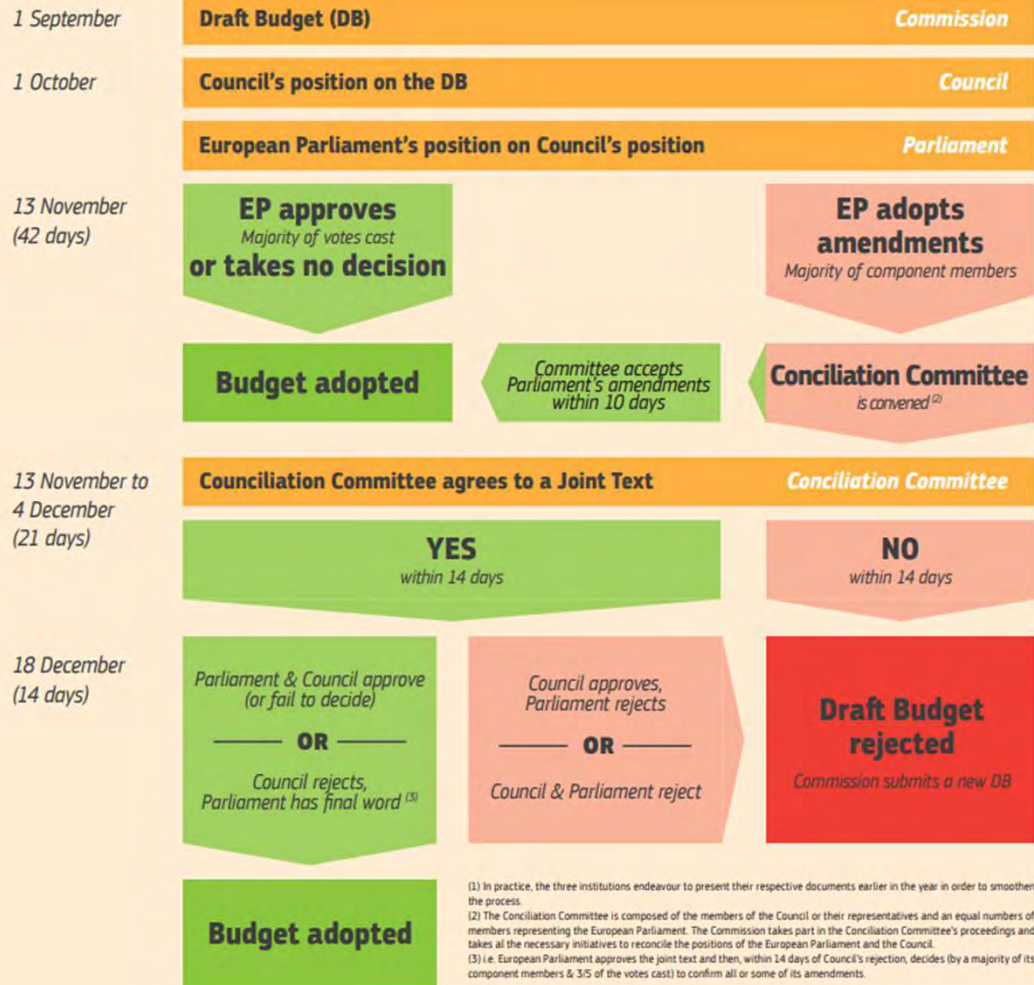 1 September
Draft Budget (DB)
Commission
1 October
Council's position on the DB
Council
European Parliament's position on Council's position
Parliament
13 November
(42 days)
EP approves
Majority of votes cast
or takes no decision
EP adopts
amendments
Majority of component members
Budget adopted
Committee accepts
Parliament's amendments
within 10 days
Conciliation Committee
is convened (2)
13 November to
4 December
(21 days)
Counciliation Committee agrees to a Joint Text
Conciliation Committee
YES
within 14 days
NO
within 14 days
18 December
(14 days)
Parliament & Council approve
(or fail to decide)
OR
Council rejects,
Parliament has final word (3)
Council approves,
Parliament rejects
OR
Council & Parliament reject
Draft Budget
rejected
Commission submits a new DB
Budget adopted
(1) In practice, the three institutions endeavour to present their respective documents earlier in the year in order to smoothen
the process.
(2) The Conciliation Committee is composed of the members of the Council or their representatives and an equal numbers of
members representing the European Parliament. The Commission takes part in the Conciliation Committee's proceedings and
takes al the necessary initiatives to reconcile the positions of the European Parliament and the Council.
(3) i.e. European Parliament approves the joint text and then, within 14 days of Council's rejection, decides (by a majority of its
component members & 3/5 of the votes cast) to confirm all or some of its amendments.